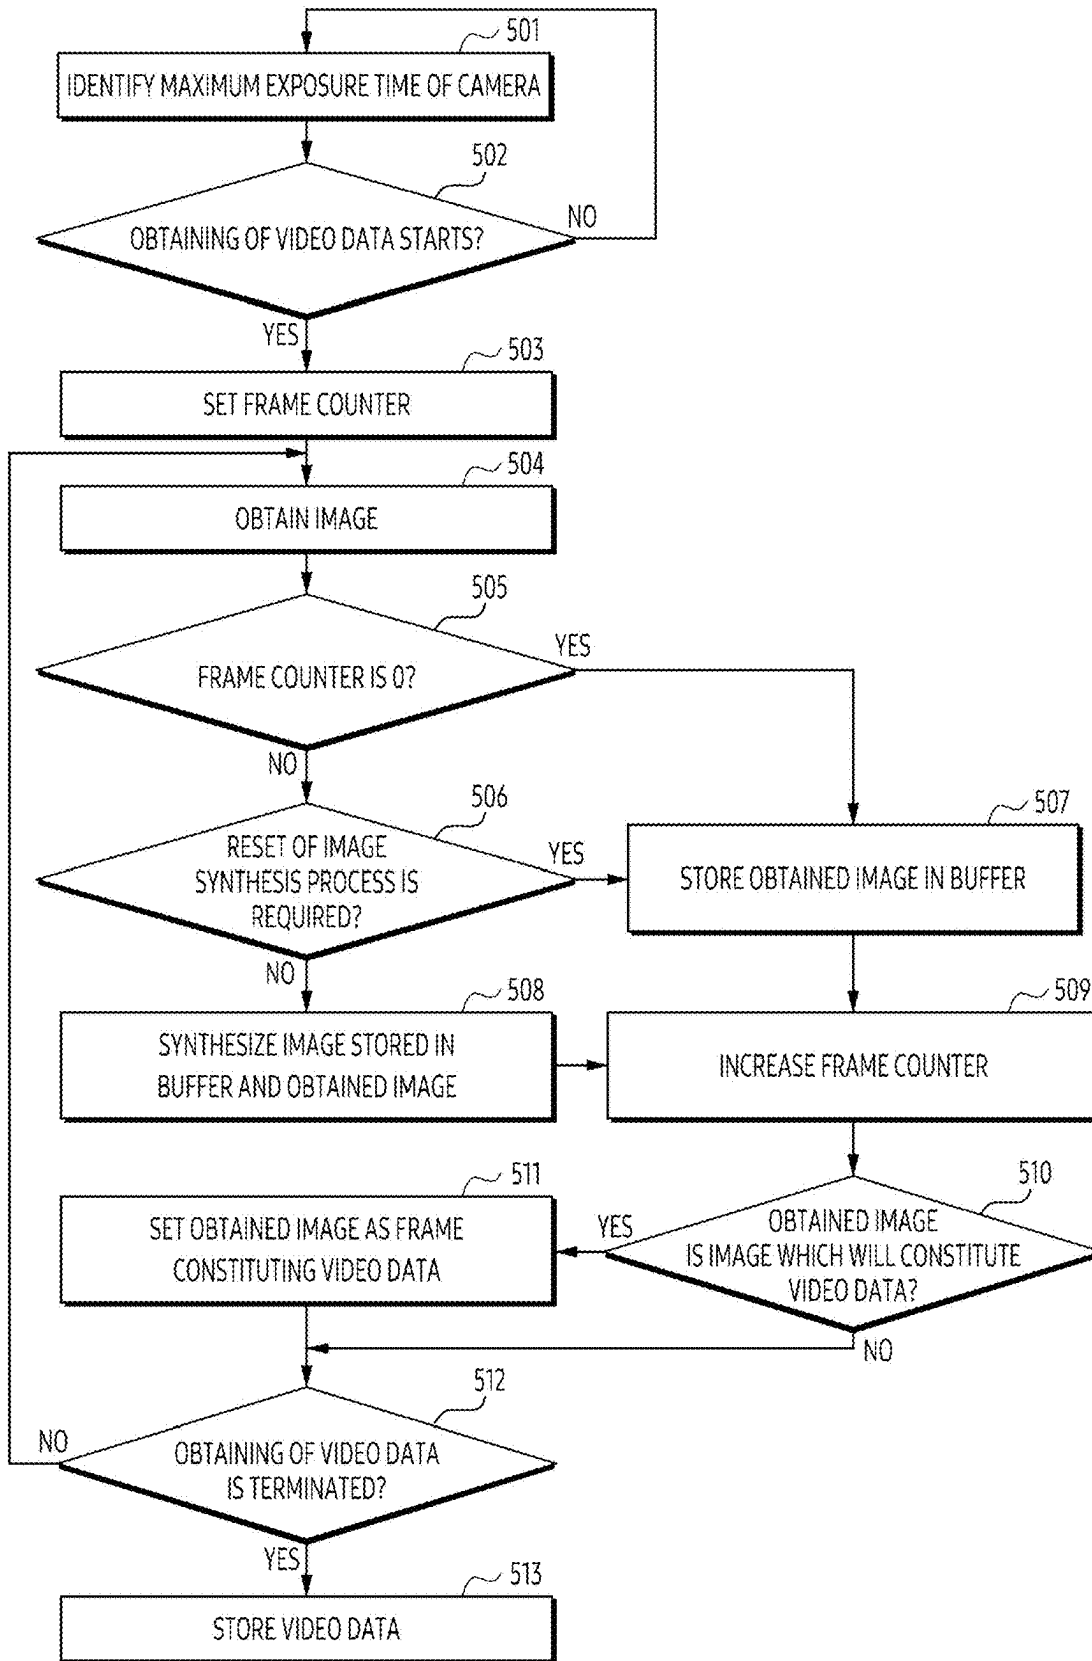 501
IDENTIFY MAXIMUM EXPOSURE TIME OF CAMERA
502
OBTAINING OF VIDEO DATA STARTS?
NO
YES
503
SET FRAME COUNTER
504
OBTAIN IMAGE
505
FRAME COUNTER IS 0?
YES
NO
506
RESET OF IMAGE
SYNTHESIS PROCESS IS
REQUIRED?
YES
NO
507
STORE OBTAINED IMAGE IN BUFFER
508
SYNTHESIZE IMAGE STORED IN
BUFFER AND OBTAINED IMAGE
509
INCREASE FRAME COUNTER
510
OBTAINED IMAGE
IS IMAGE WHICH WILL CONSTITUTE
VIDEO DATA?
YES
NO
511
SET OBTAINED IMAGE AS FRAME
CONSTITUTING VIDEO DATA
512
OBTAINING OF VIDEO DATA
IS TERMINATED?
NO
YES
513
STORE VIDEO DATA